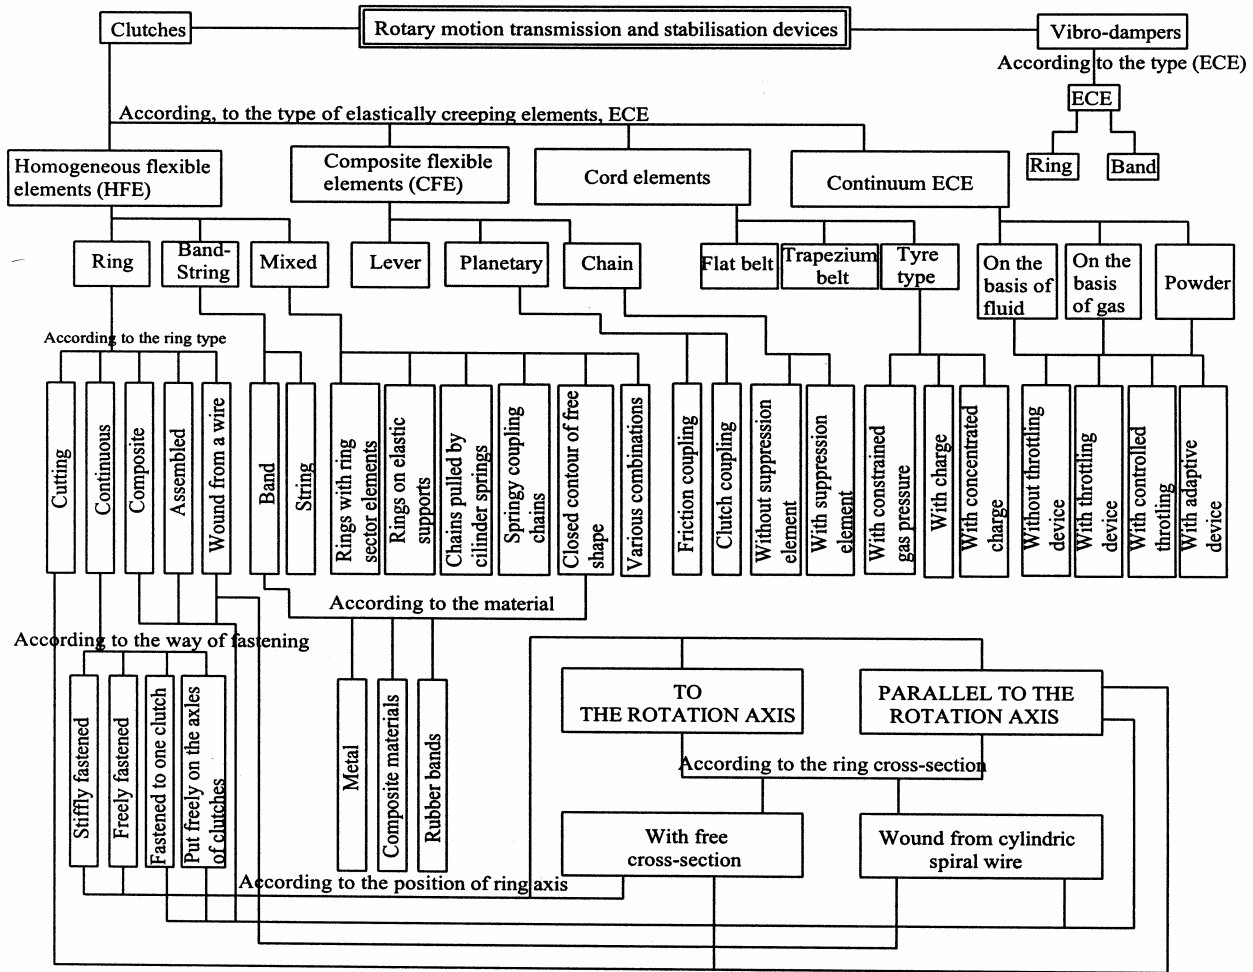 Clutches
Rotary motion transmission and stabilisation devices
Vibro-dampers
According to the type (ECE)
ECE
Ring
Band
According, to the type of elastically creeping elements, ECE
Homogeneous flexible
elements (HFE)
Composite flexible
elements (CFE)
Cord elements
Continuum ECE
Ring
Band-
String
Mixed
Lever
Planetary
Chain
Flat belt
Trapezium
belt
Tyre
type
On the
basis of
fluid
On the
basis
of gas
Powder
According to the ring type
Cutting
Continuous
Composite
Assembled
Wound from a wire
Band
String
Rings with ring
sector elements
Rings on elastic
supports
Chains pulled by
cilinder springs
Springy coupling
chains
Closed contour of free
shape
Various combinations
Friction coupling
Clutch coupling
Without suppression
element
With suppression
element
With constrained
gas pressure
With charge
With concentrated
charge
Without throttling
device
With throttling
device
With controlled
throtling
With adaptive
device
According to the material
According to the way of fastening
Stiffly fastened
Freely fastened
Fastened to one clutch
Put freely on the axles
of clutches
Metal
Composite materials
Rubber bands
TO
THE ROTATION AXIS
PARALLEL TO THE
ROTATION AXIS
According to the ring cross-section
With free
cross-section
Wound from cylindric
spiral wire
According to the position of ring axis